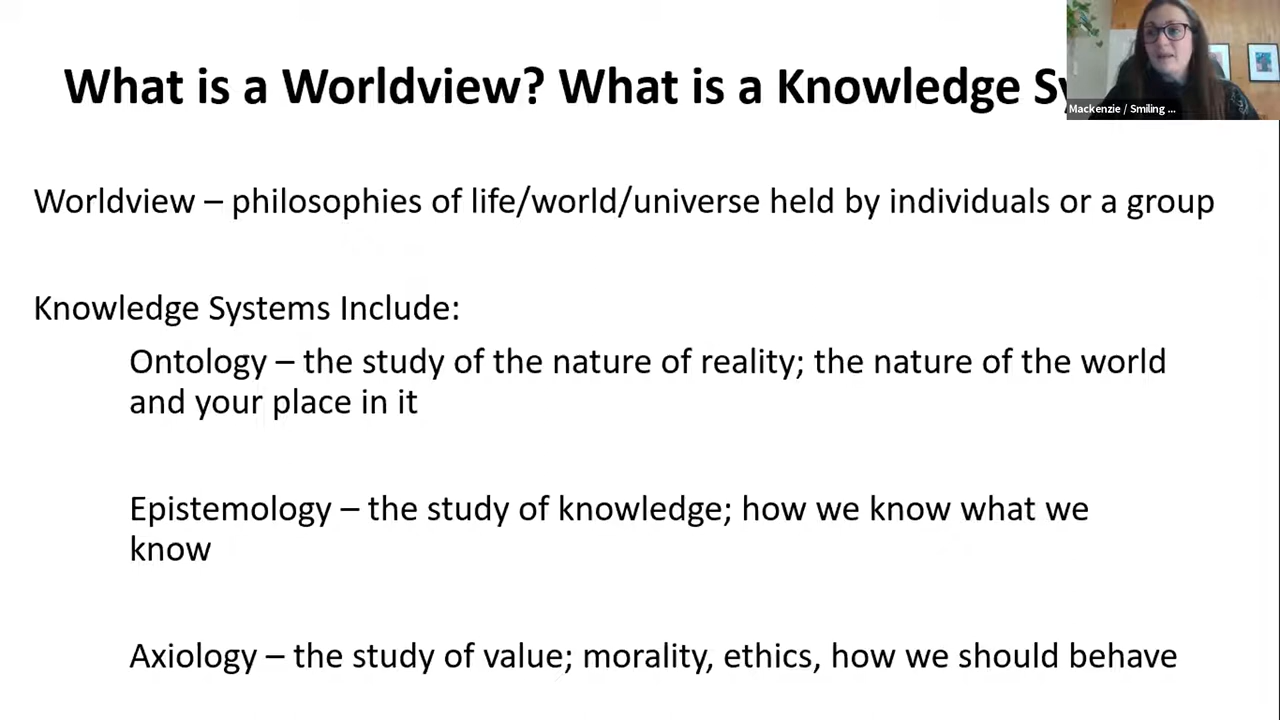 What is a Worldview? What is a Knowledge
Mackenzie / Smiling ...
Worldview – philosophies of life/world/universe held by individuals or a group
Knowledge Systems Include:
Ontology – the study of the nature of reality; the nature of the world
and your place in it
Epistemology – the study of knowledge; how we know what we
know
Axiology – the study of value; morality, ethics, how we should behave